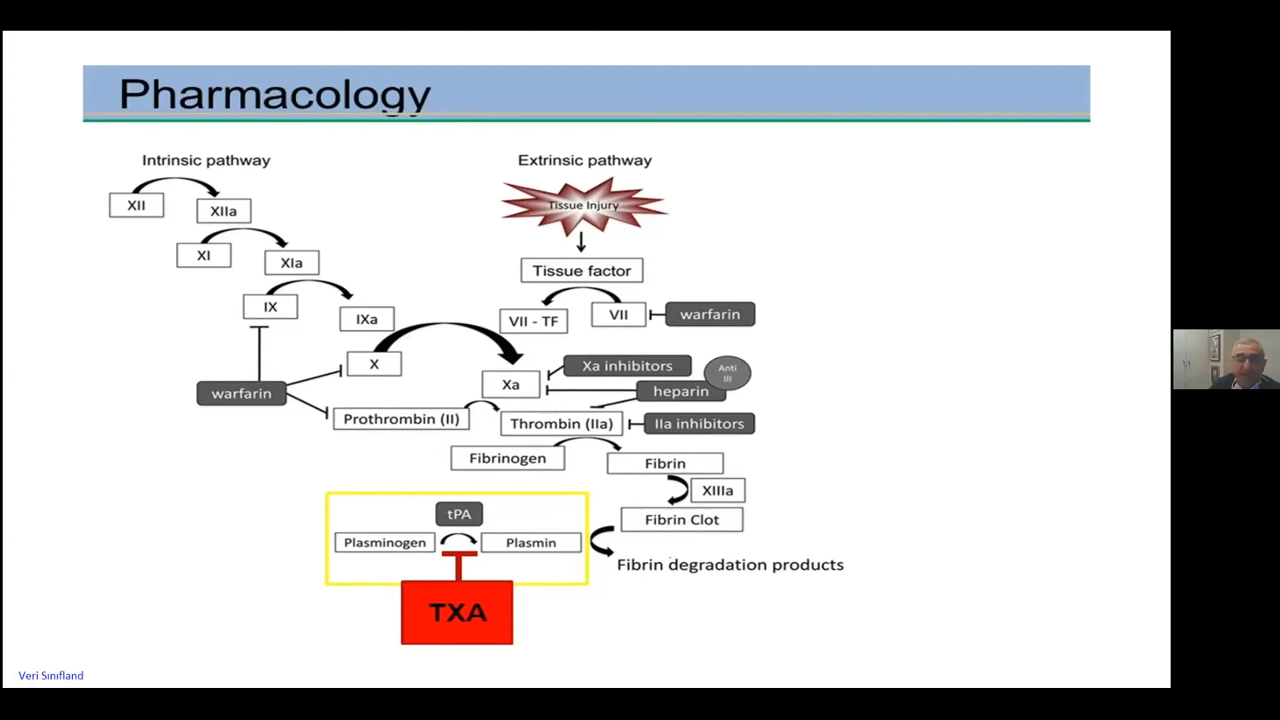 Pharmacology
Intrinsic pathway
Extrinsic pathway
XII
XIIa
Tissue Injury
XI
XIa
Tissue factor
IX
IXa
VII - TF
VII
warfarin
X
Xa
Xa inhibitors
Anti
III
heparin
warfarin
Prothrombin (II)
Thrombin (IIa)
IIa inhibitors
Fibrinogen
Fibrin
XIIIa
tPA
Fibrin Clot
Plasminogen
Plasmin
Fibrin degradation products
TXA
Veri Sınıfland